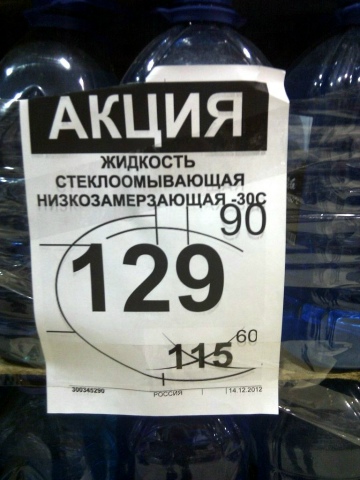 АКЦИЯ
ЖИДКОСТЬ
СТЕКЛООМЫВАЮЩАЯ
НИЗКОЗАМЕРЗАЮЩАЯ -30С
129 90
115 60
300345290 РОССИЯ 14.12.2012